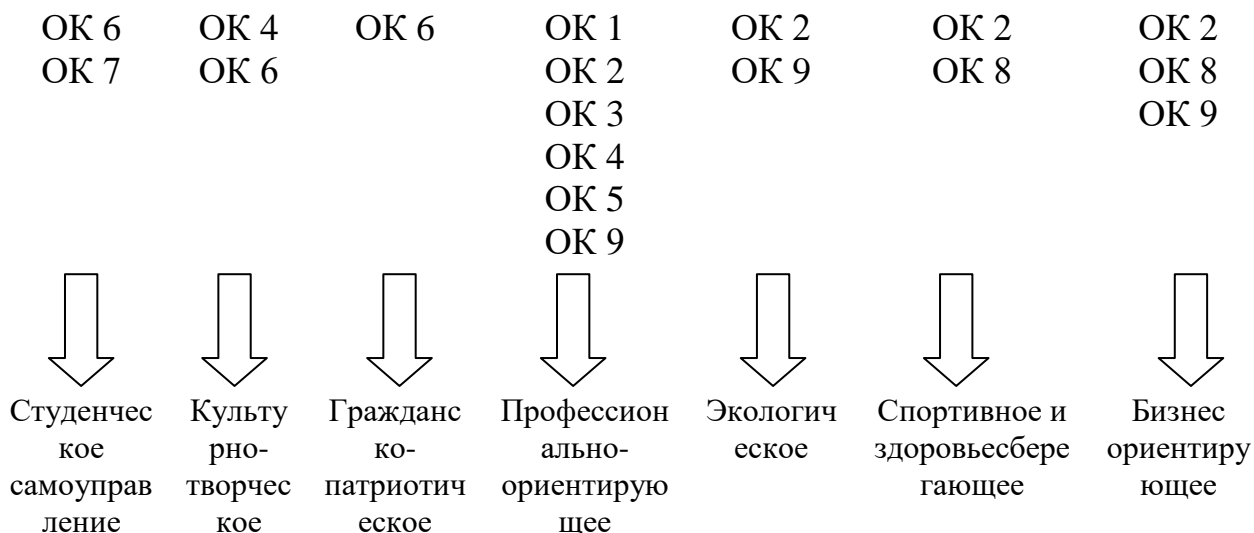 ОК 6 ОК 4 ОК 6 ОК 1 ОК 2 ОК 2 ОК 2
ОК 7 ОК 6 ОК 2 ОК 9 ОК 8 ОК 8
ОК 3 ОК 9
ОК 4
ОК 5
ОК 9
Студенчес
кое
самоуправ
ление
Культу
рно-
творчес
кое
Гражданс
ко-
патриотич
еское
Профессион
ально-
ориентирую
щее
Экологич
еское
Спортивное и
здоровьесбере
гающее
Бизнес
ориентиру
ющее